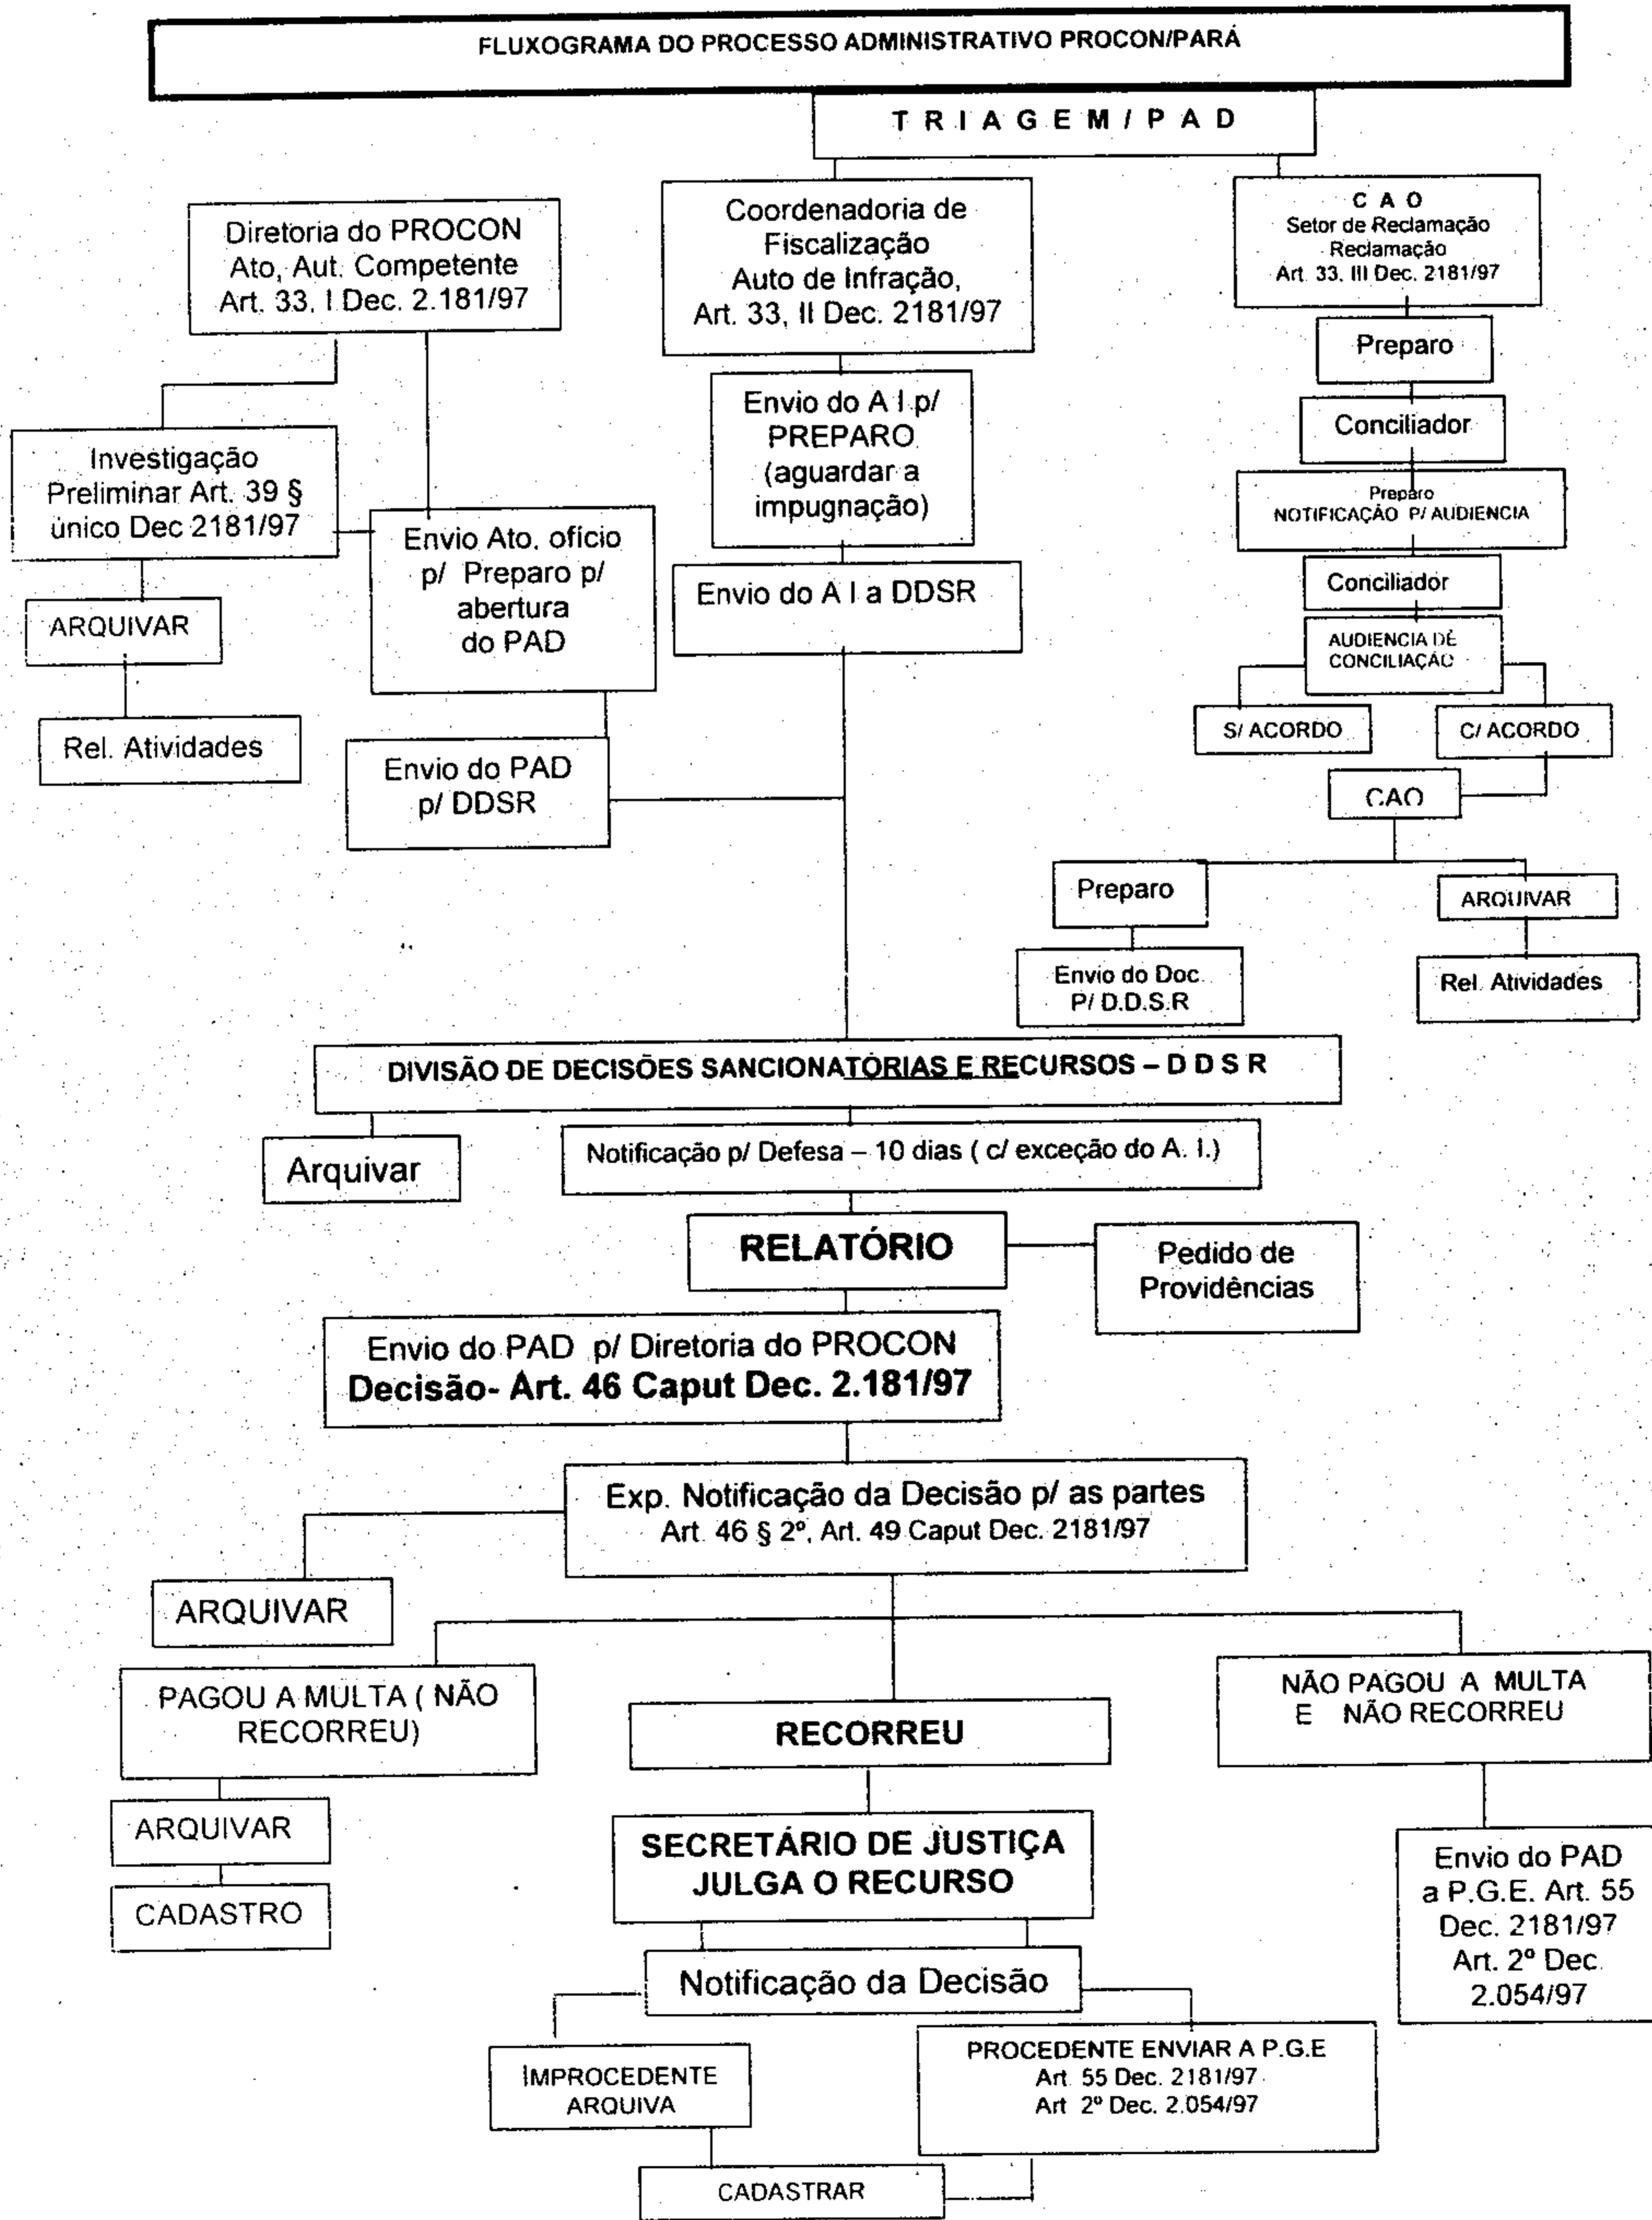 FLUXOGRAMA DO PROCESSO ADMINISTRATIVO PROCON/PARÁ
T R I A G E M / P A D
Diretoria do PROCON
Ato, Aut. Competente
Art. 33, I Dec. 2.181/97
Coordenadoria de
Fiscalização
Auto de Infração,
Art. 33, II Dec. 2181/97
C A O
Setor de Reclamação
Reclamação
Art. 33, III Dec. 2181/97
Investigação
Preliminar Art. 39 §
único Dec 2181/97
ARQUIVAR
Rel. Atividades
Envio Ato. ofício
p/ Preparo p/
abertura
do PAD
Envio do PAD
p/ DDSR
Envio do A I p/
PREPARO
(aguardar a
impugnação)
Envio do A I a DDSR
Preparo
Conciliador
Preparo
NOTIFICAÇÃO P/ AUDIENCIA
Conciliador
AUDIENCIA DE
CONCILIAÇÃO
S/ ACORDO
C/ ACORDO
CAO
Preparo
ARQUIVAR
Envio do Doc.
P/ D.D.S.R
Rel. Atividades
DIVISÃO DE DECISÕES SANCIONATÓRIAS E RECURSOS – D D S R
Arquivar
Notificação p/ Defesa – 10 dias ( c/ exceção do A. I.)
RELATÓRIO
Pedido de
Providências
Envio do PAD p/ Diretoria do PROCON
Decisão- Art. 46 Caput Dec. 2.181/97
Exp. Notificação da Decisão p/ as partes
Art. 46 § 2º, Art. 49 Caput Dec. 2181/97
ARQUIVAR
PAGOU A MULTA ( NÃO
RECORREU)
RECORREU
NÃO PAGOU A MULTA
E NÃO RECORREU
ARQUIVAR
CADASTRO
SECRETÁRIO DE JUSTIÇA
JULGA O RECURSO
Envio do PAD
a P.G.E. Art. 55
Dec. 2181/97
Art. 2º Dec.
2.054/97
Notificação da Decisão
IMPROCEDENTE
ARQUIVA
PROCEDENTE ENVIAR A P.G.E
Art 55 Dec. 2181/97
Art 2º Dec. 2.054/97
CADASTRAR